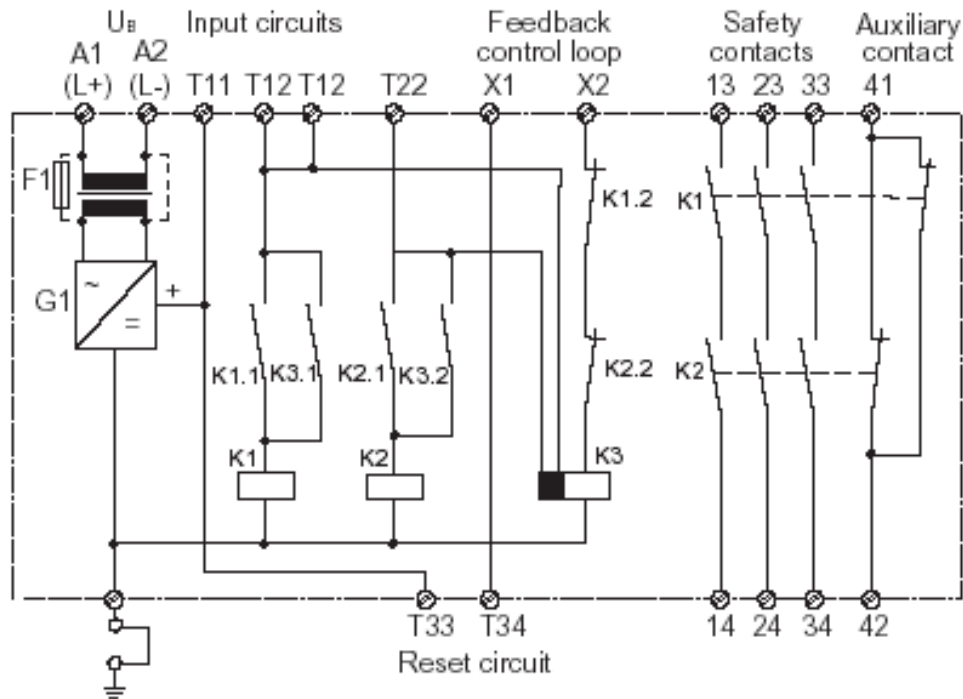 UB Input circuits Feedback Safety Auxiliary
A1 A2 control loop contacts contact
(L+) (L-) T11 T12 T12 T22 X1 X2 13 23 33 41
F1
K1.2 K1
~
G1 + =
K1.1 K3.1 K2.1 K3.2 K2.2 K2
K1 K2 K3
T33 T34 14 24 34 42
Reset circuit